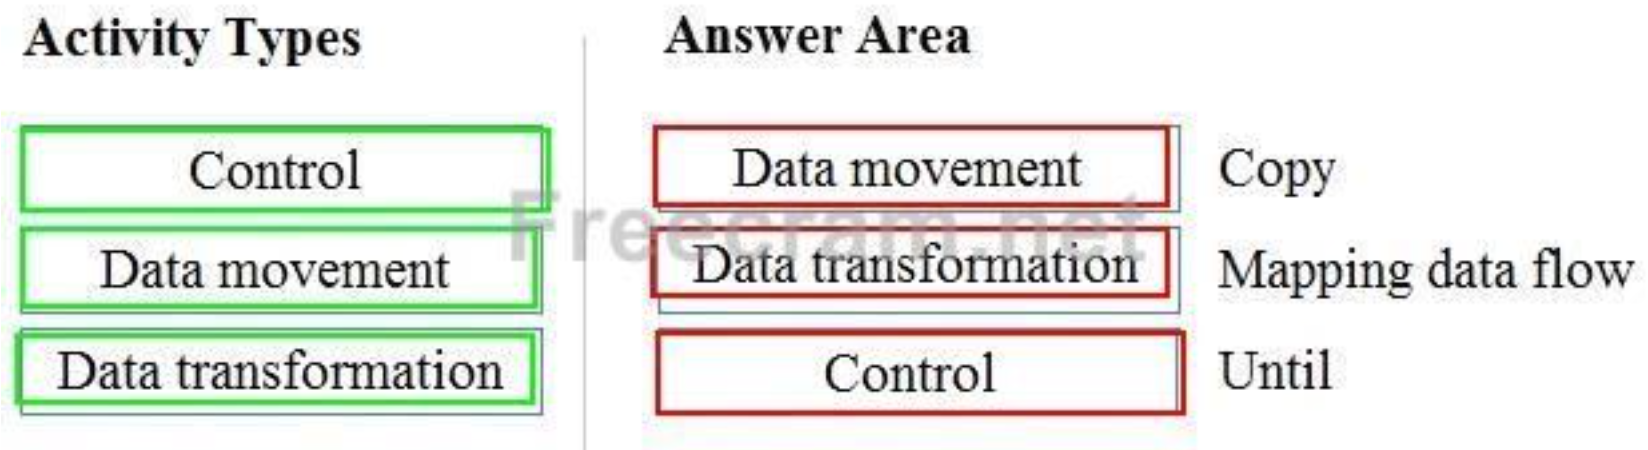 Activity Types
Answer Area
Control
Data movement
Copy
Freecram.net
Data movement
Data transformation
Mapping data flow
Data transformation
Control
Until